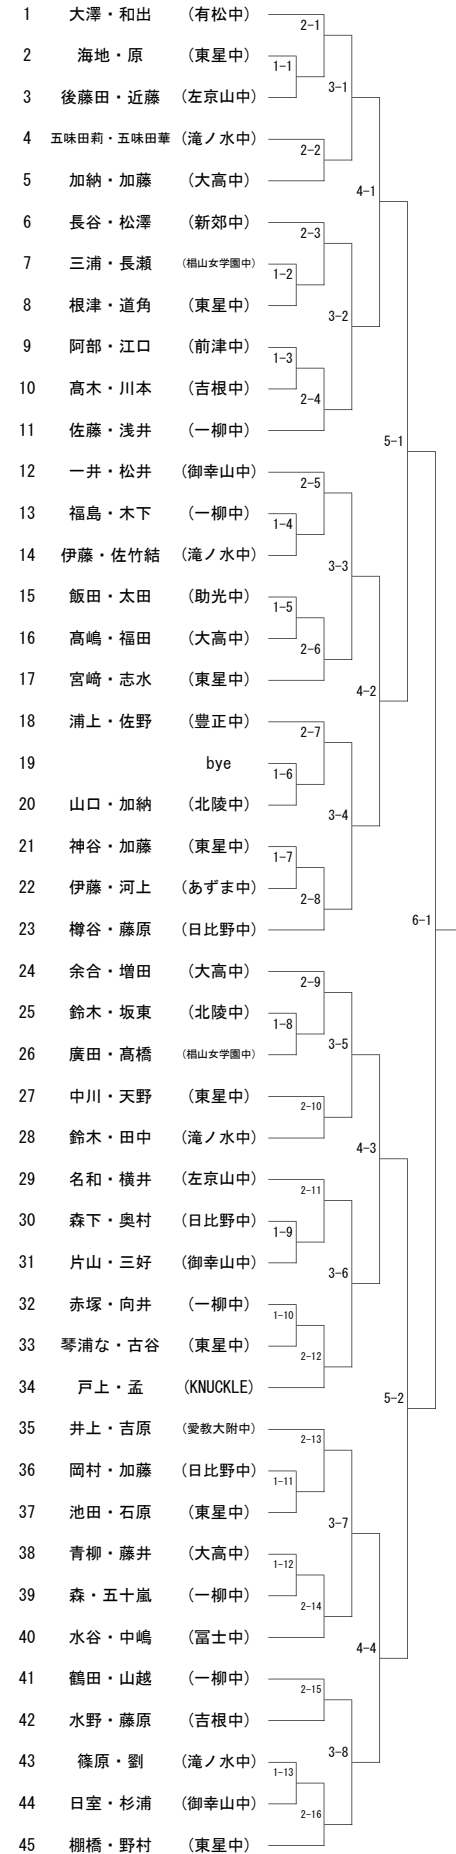 1 大澤・和出 (有松中)
2-1
2 海地・原 (東星中)
1-1
3 後藤田・近藤 (左京山中)
3-1
4 五味田莉・五味田華 (滝ノ水中)
2-2
5 加納・加藤 (大高中)
4-1
6 長谷・松澤 (新郊中)
2-3
7 三浦・長瀬 (椙山女学園中)
1-2
8 根津・道角 (東星中)
3-2
9 阿部・江口 (前津中)
1-3
10 髙木・川本 (吉根中)
2-4
11 佐藤・浅井 (一柳中)
5-1
12 一井・松井 (御幸山中)
2-5
13 福島・木下 (一柳中)
1-4
14 伊藤・佐竹結 (滝ノ水中)
3-3
15 飯田・太田 (助光中)
1-5
16 髙嶋・福田 (大高中)
2-6
17 宮﨑・志水 (東星中)
4-2
18 浦上・佐野 (豊正中)
2-7
19 bye
1-6
20 山口・加納 (北陵中)
3-4
21 神谷・加藤 (東星中)
1-7
22 伊藤・河上 (あずま中)
2-8
23 樽谷・藤原 (日比野中)
6-1
24 余合・増田 (大高中)
2-9
25 鈴木・坂東 (北陵中)
1-8
26 廣田・髙橋 (椙山女学園中)
3-5
27 中川・天野 (東星中)
2-10
28 鈴木・田中 (滝ノ水中)
4-3
29 名和・横井 (左京山中)
2-11
30 森下・奥村 (日比野中)
1-9
31 片山・三好 (御幸山中)
3-6
32 赤塚・向井 (一柳中)
1-10
33 琴浦な・古谷 (東星中)
2-12
34 戸上・孟 (KNUCKLE)
5-2
35 井上・吉原 (愛教大附中)
2-13
36 岡村・加藤 (日比野中)
1-11
37 池田・石原 (東星中)
3-7
38 青柳・藤井 (大高中)
1-12
39 森・五十嵐 (一柳中)
2-14
40 水谷・中嶋 (冨士中)
4-4
41 鶴田・山越 (一柳中)
2-15
42 水野・藤原 (吉根中)
3-8
43 篠原・劉 (滝ノ水中)
1-13
44 日室・杉浦 (御幸山中)
2-16
45 棚橋・野村 (東星中)